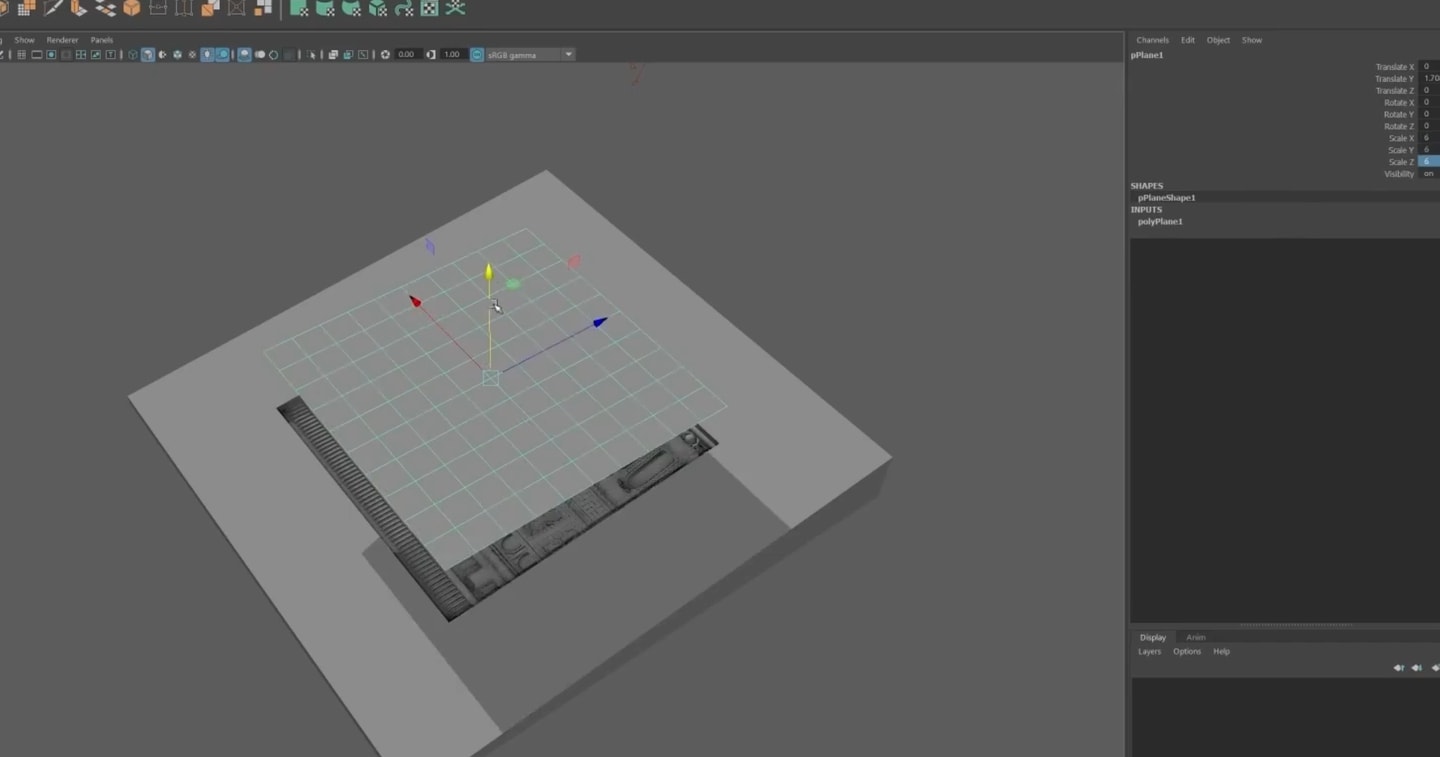 Show Renderer Panels
0.00 1.00 sRGB gamma
Channels Edit Object Show
pPlane1
Translate X 0
Translate Y 1.70
Translate Z 0
Rotate X 0
Rotate Y 0
Rotate Z 0
Scale X 6
Scale Y 6
Scale Z 6
Visibility on
SHAPES
pPlaneShape1
INPUTS
polyPlane1
Display Anim
Layers Options Help